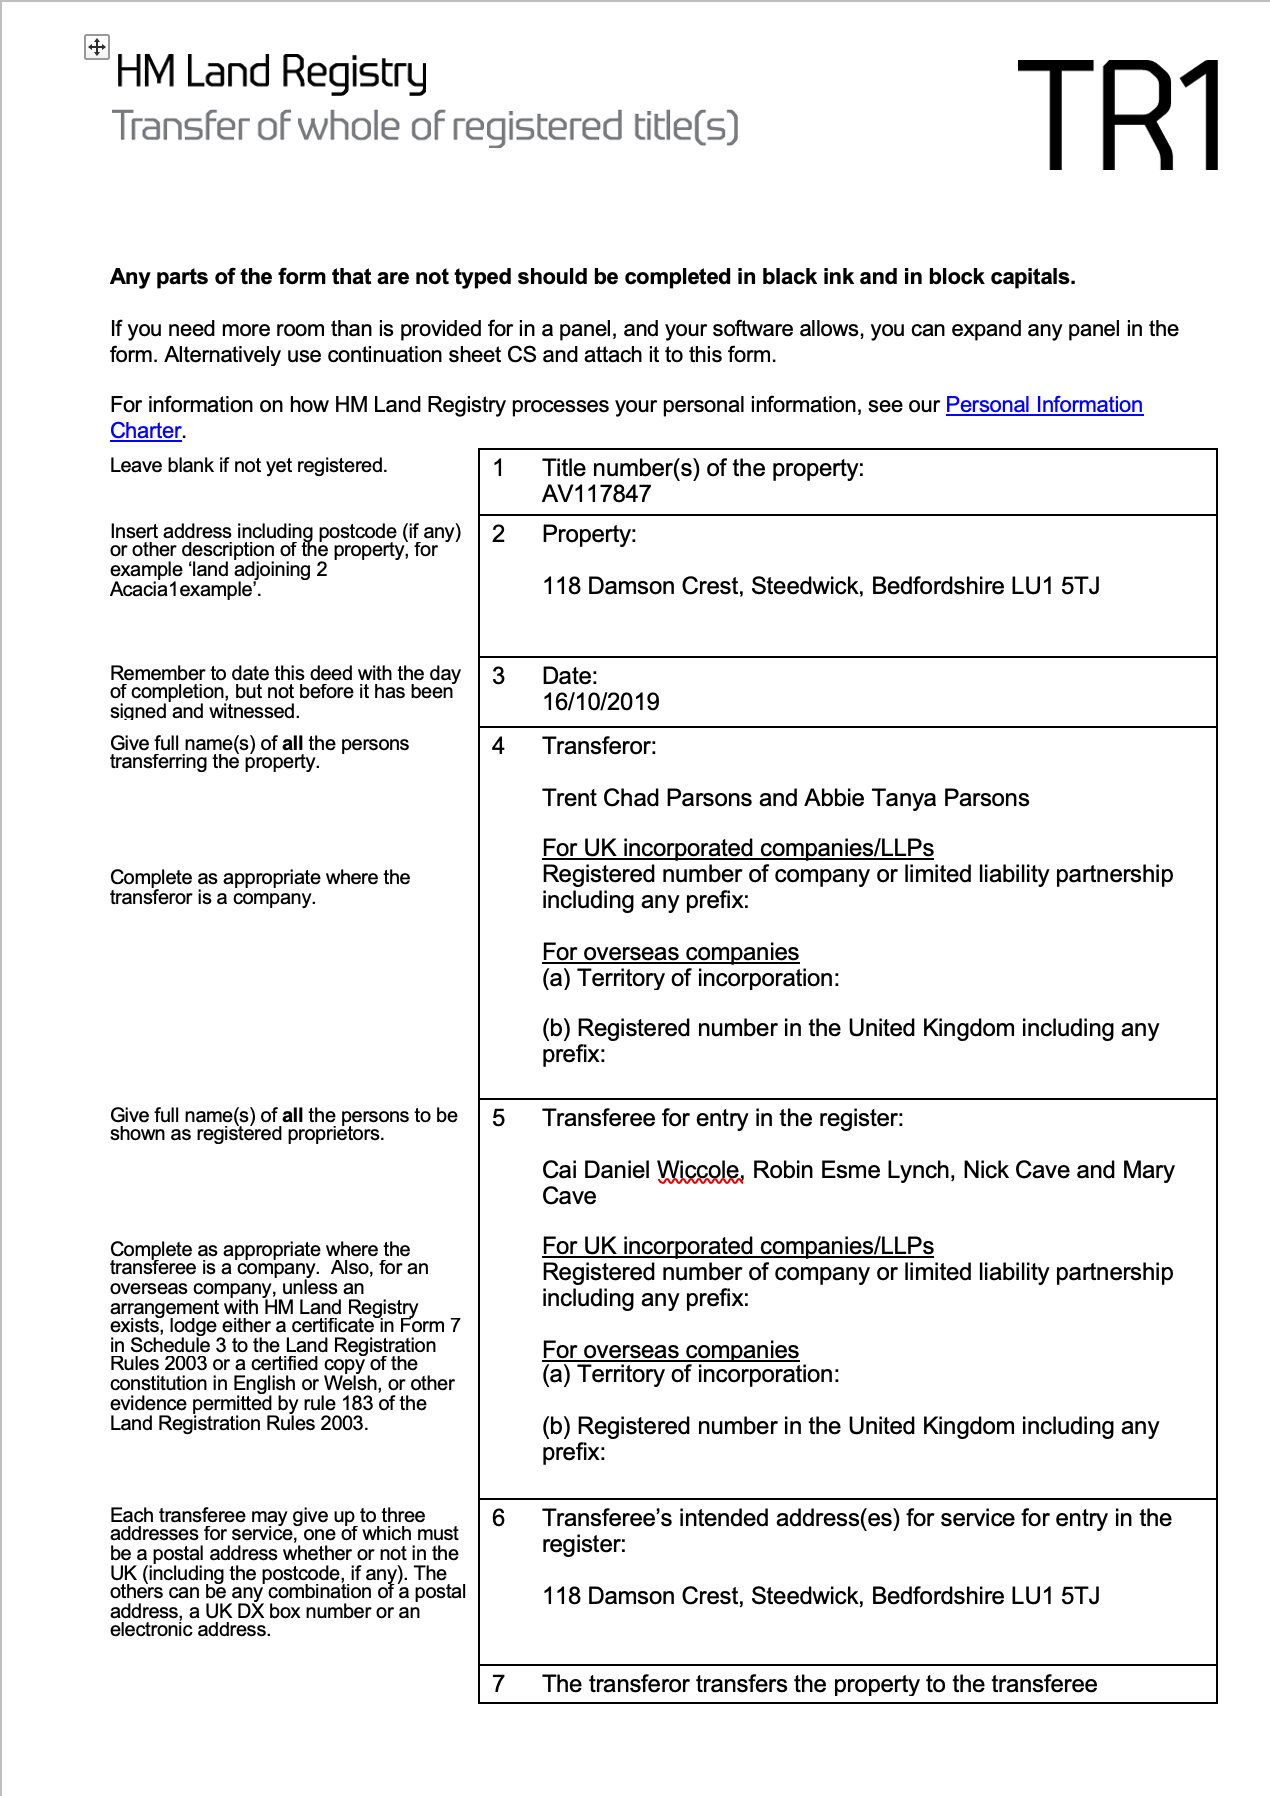 HM Land Registry
Transfer of whole of registered title(s)
TR1
Any parts of the form that are not typed should be completed in black ink and in block capitals.
If you need more room than is provided for in a panel, and your software allows, you can expand any panel in the
form. Alternatively use continuation sheet CS and attach it to this form.
For information on how HM Land Registry processes your personal information, see our Personal Information
Charter.
Leave blank if not yet registered.
1 Title number(s) of the property:
AV117847
Insert address including postcode (if any)
or other description of the property, for
example ‘land adjoining 2
Acacia1example’.
2 Property:
118 Damson Crest, Steedwick, Bedfordshire LU1 5TJ
Remember to date this deed with the day
of completion, but not before it has been
signed and witnessed.
3 Date:
16/10/2019
Give full name(s) of all the persons
transferring the property.
Complete as appropriate where the
transferor is a company.
4 Transferor:
Trent Chad Parsons and Abbie Tanya Parsons
For UK incorporated companies/LLPs
Registered number of company or limited liability partnership
including any prefix:
For overseas companies
(a) Territory of incorporation:
(b) Registered number in the United Kingdom including any
prefix:
Give full name(s) of all the persons to be
shown as registered proprietors.
Complete as appropriate where the
transferee is a company.  Also, for an
overseas company, unless an
arrangement with HM Land Registry
exists, lodge either a certificate in Form 7
in Schedule 3 to the Land Registration
Rules 2003 or a certified copy of the
constitution in English or Welsh, or other
evidence permitted by rule 183 of the
Land Registration Rules 2003.
5 Transferee for entry in the register:
Cai Daniel Wiccole, Robin Esme Lynch, Nick Cave and Mary
Cave
For UK incorporated companies/LLPs
Registered number of company or limited liability partnership
including any prefix:
For overseas companies
(a) Territory of incorporation:
(b) Registered number in the United Kingdom including any
prefix:
Each transferee may give up to three
addresses for service, one of which must
be a postal address whether or not in the
UK (including the postcode, if any). The
others can be any combination of a postal
address, a UK DX box number or an
electronic address.
6 Transferee’s intended address(es) for service for entry in the
register:
118 Damson Crest, Steedwick, Bedfordshire LU1 5TJ
7 The transferor transfers the property to the transferee